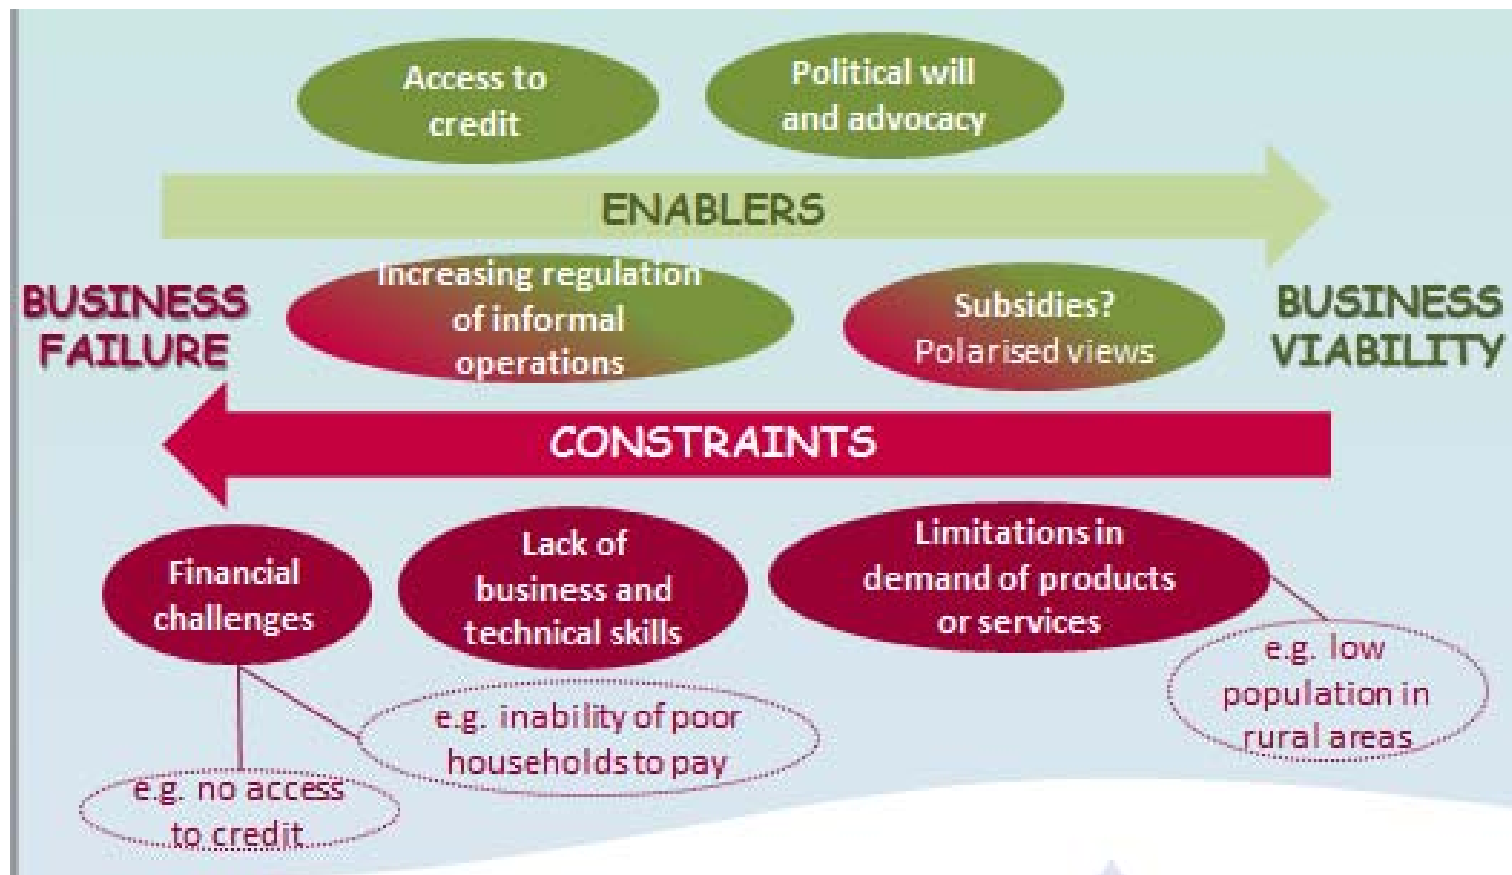 Access to
credit
Political will
and advocacy
ENABLERS
BUSINESS
FAILURE
Increasing regulation
of informal
operations
Subsidies?
Polarised views
BUSINESS
VIABILITY
CONSTRAINTS
Financial
challenges
Lack of
business and
technical skills
Limitations in
demand of products
or services
e.g. low
population in
rural areas
e.g. inability of poor
households to pay
e.g. no access
to credit